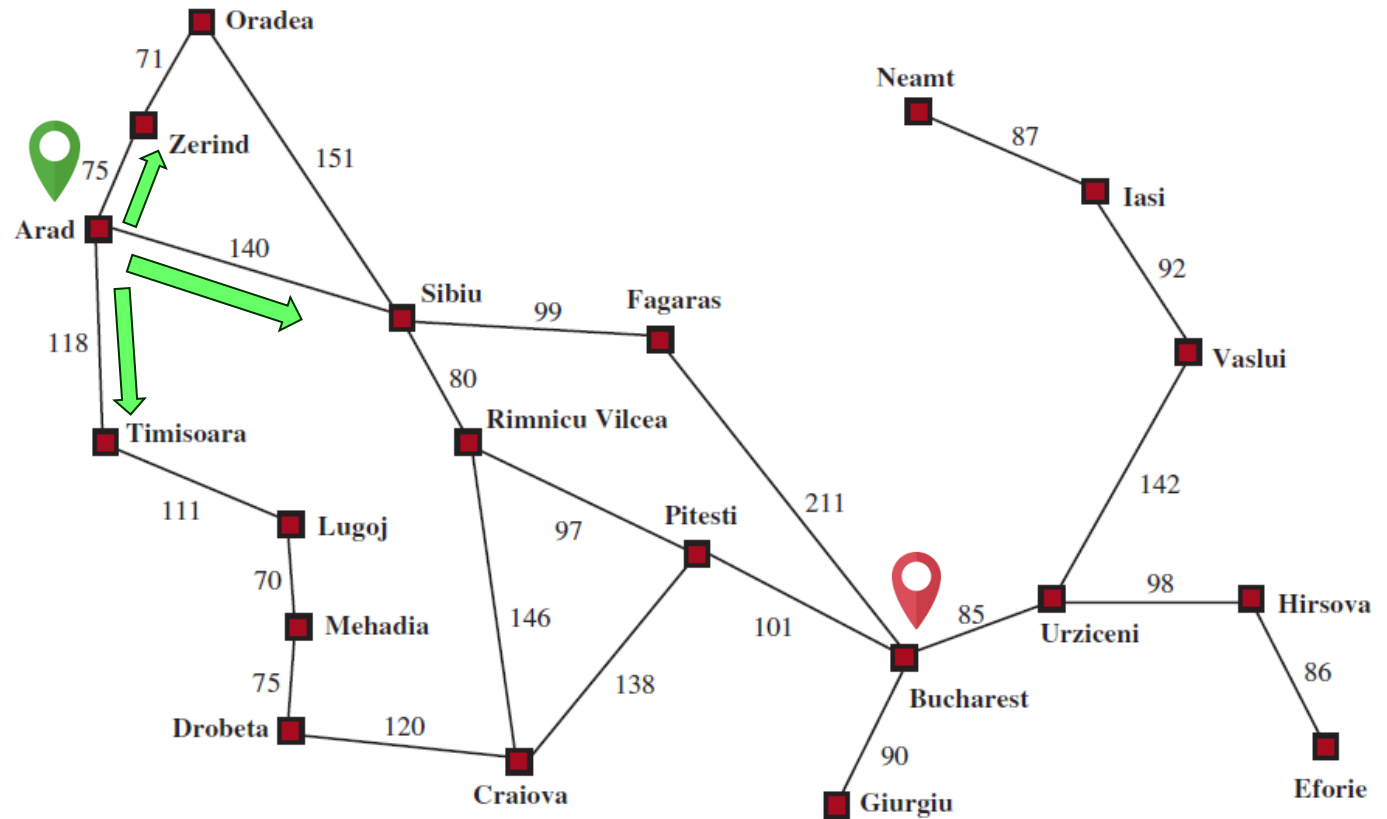 Oradea
71
Neamt
87
Zerind
151
75
Iasi
Arad
140
92
Sibiu
Fagaras
99
118
Vaslui
80
Rimnicu Vilcea
Timisoara
142
111
211
Pitesti
Lugoj
97
70
98
Hirsova
146
101
85
Mehadia
Urziceni
86
75
138
Bucharest
Drobeta
120
90
Eforie
Craiova
Giurgiu